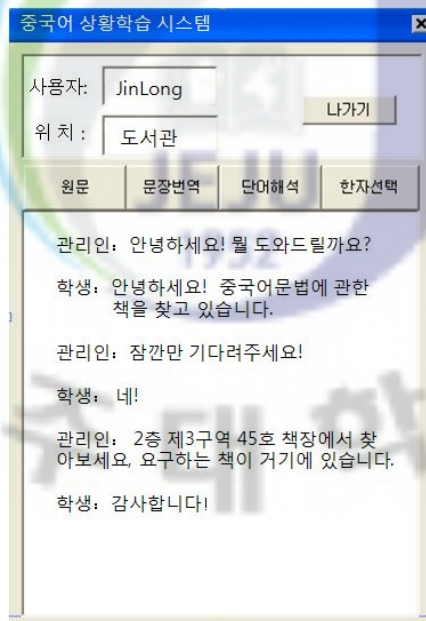 중국어 상황학습 시스템
사용자: JinLong
나가기
위 치 : 도서관
원문 문장번역 단어해석 한자선택
관리인: 안녕하세요! 뭘 도와드릴까요?
학생: 안녕하세요! 중국어문법에 관한
책을 찾고 있습니다.
관리인: 잠깐만 기다려주세요!
학생: 네!
관리인: 2층 제3구역 45호 책장에서 찾
아보세요, 요구하는 책이 거기에 있습니다.
학생: 감사합니다!
JEJU
1952